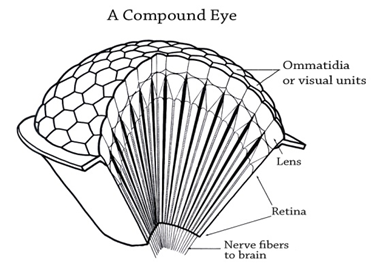 A Compound Eye
Ommatidia
or visual units
Lens
Retina
Nerve fibers
to brain